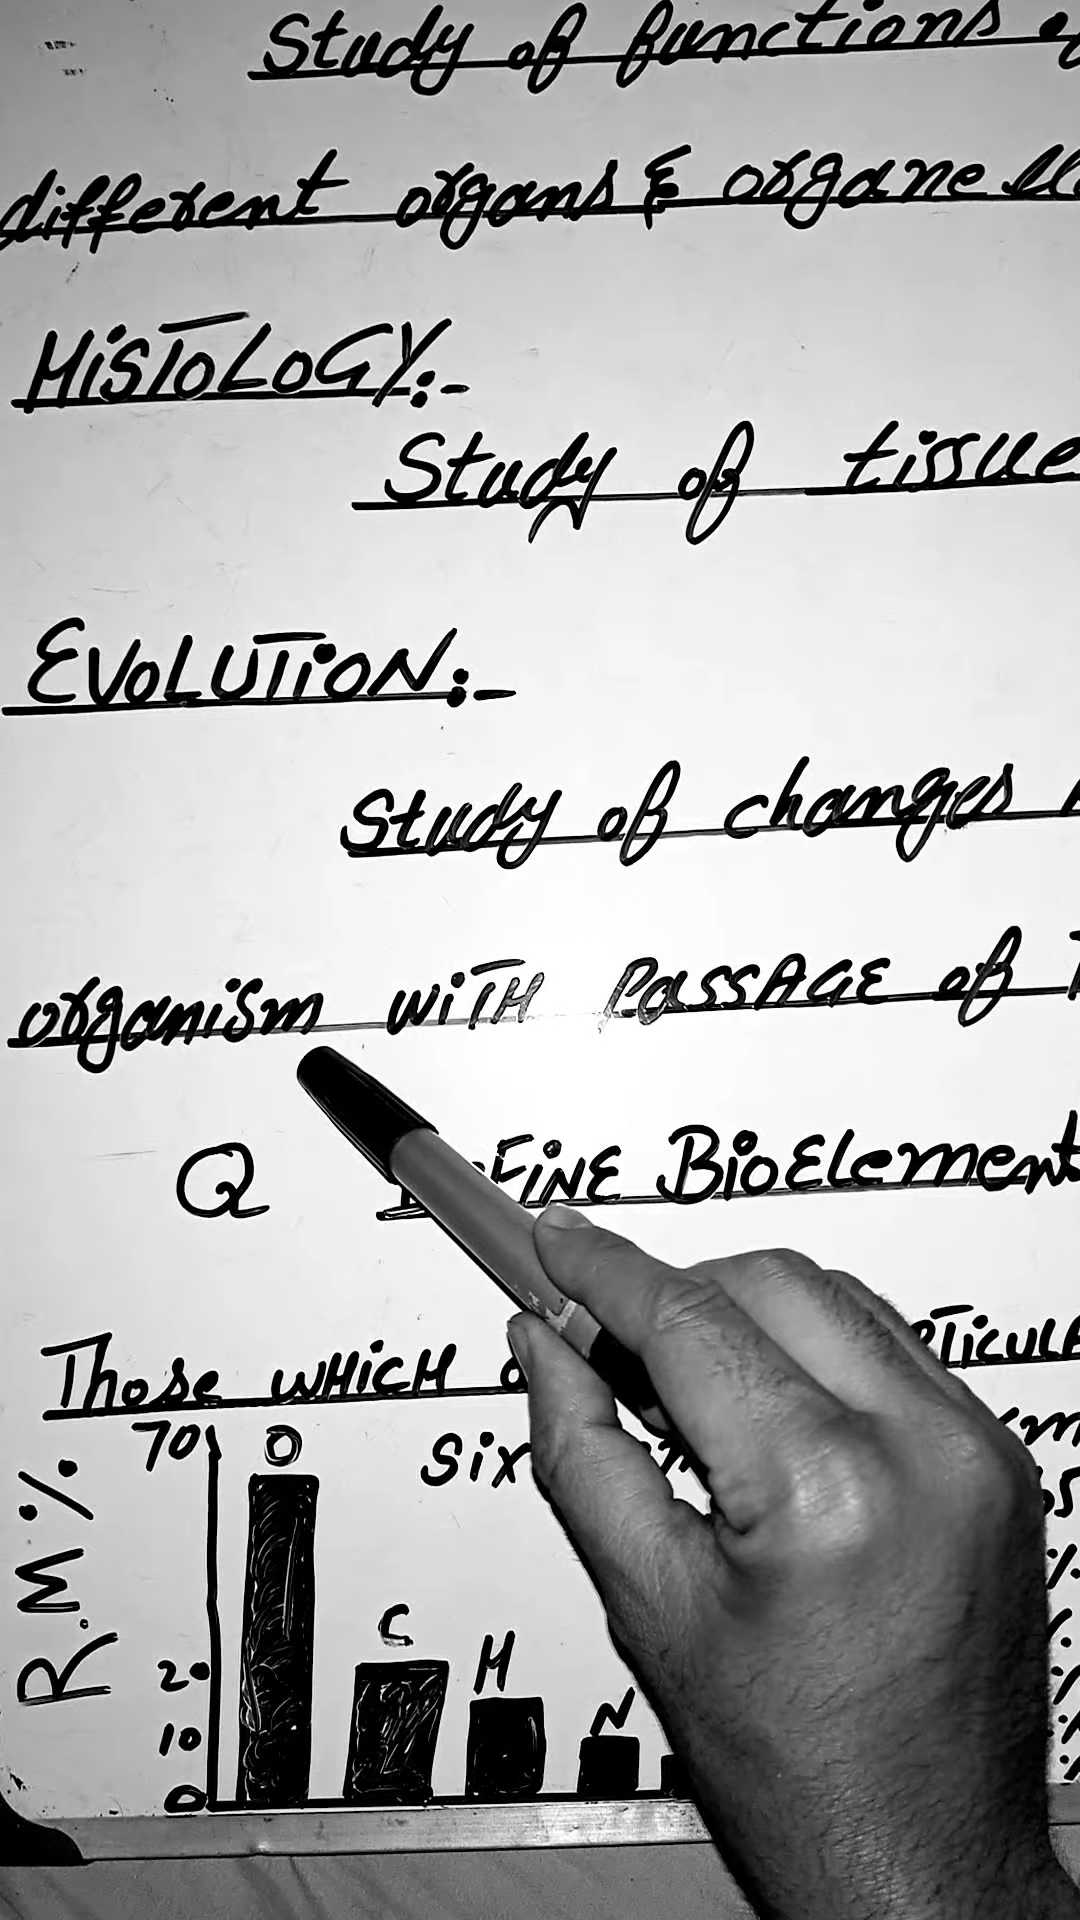 Study of functions of
different organs & organelle
HISTOLOGY:-
Study of tissue
EVOLUTION:-
Study of changes
organism WITH PASSAGE of
Q FINE BioElement
Those WHICH
70 O Six
R.M%
C
20 H
10 N
0